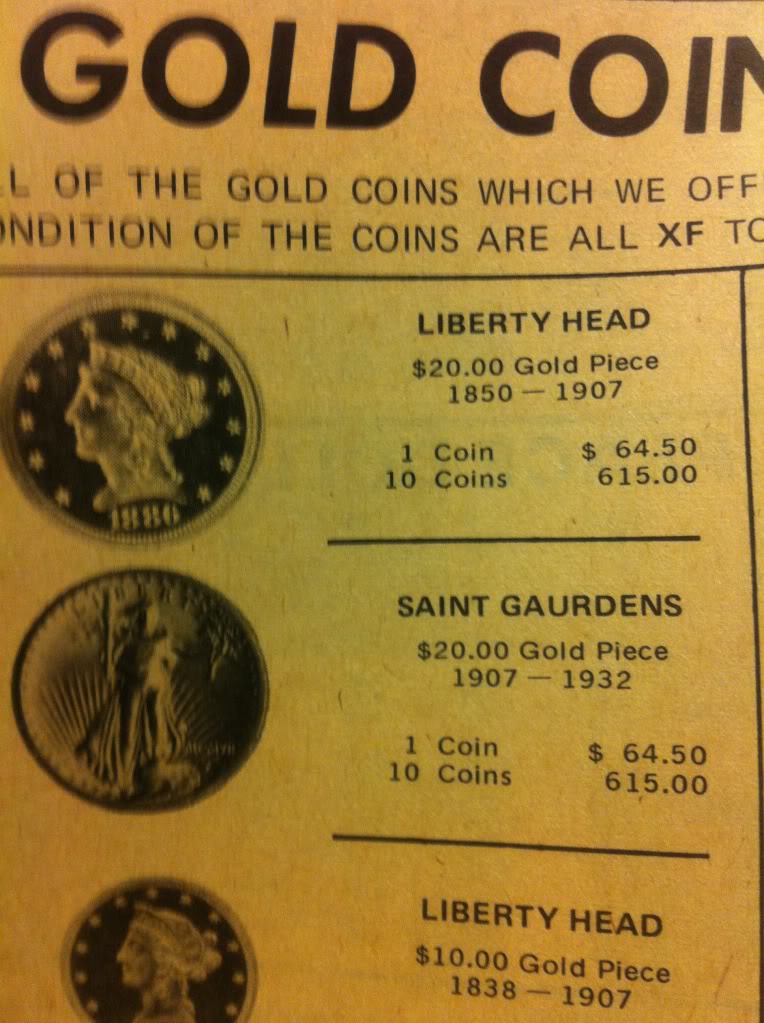 GOLD COIN
LL OF THE GOLD COINS WHICH WE OFF
ONDITION OF THE COINS ARE ALL XF TO
LIBERTY HEAD
$20.00 Gold Piece
1850 — 1907
1 Coin $ 64.50
10 Coins 615.00
1880
SAINT GAURDENS
$20.00 Gold Piece
1907 — 1932
1 Coin $ 64.50
10 Coins 615.00
LIBERTY HEAD
$10.00 Gold Piece
1838 — 1907